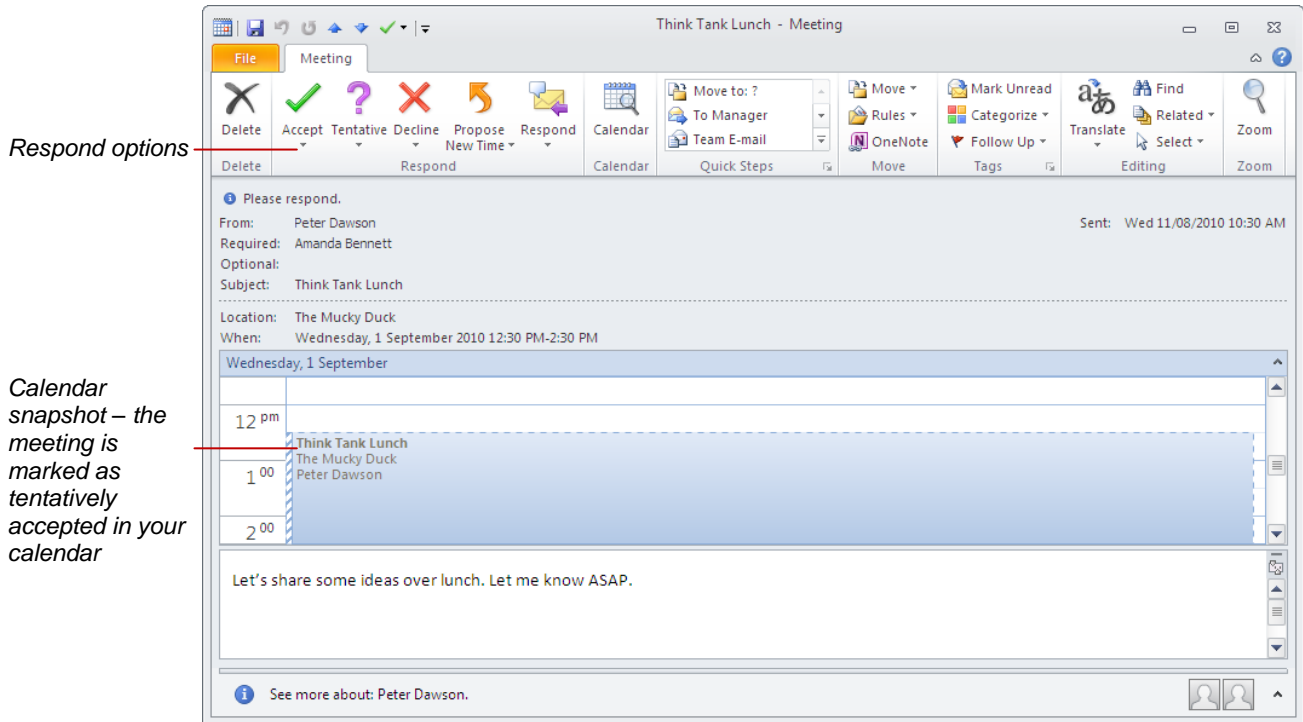 Think Tank Lunch - Meeting
File Meeting
Delete Accept Tentative Decline Propose New Time Respond Calendar
Move to: ?
To Manager
Team E-mail
Move
Rules
OneNote
Mark Unread
Categorize
Follow Up
Translate
Find
Related
Select
Zoom
Delete Respond Calendar Quick Steps Move Tags Editing Zoom
Respond options
Please respond.
From: Peter Dawson Sent: Wed 11/08/2010 10:30 AM
Required: Amanda Bennett
Optional:
Subject: Think Tank Lunch
Location: The Mucky Duck
When: Wednesday, 1 September 2010 12:30 PM-2:30 PM
Wednesday, 1 September
12 pm
Think Tank Lunch
The Mucky Duck
1 00 Peter Dawson
2 00
Calendar
snapshot – the
meeting is
marked as
tentatively
accepted in your
calendar
Let's share some ideas over lunch. Let me know ASAP.
See more about: Peter Dawson.